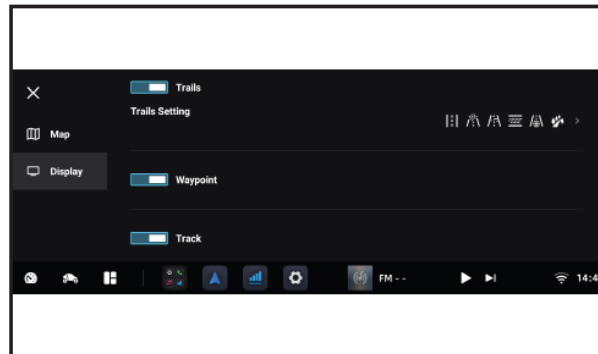 Trails
Trails Setting
Map
Display
Waypoint
Track
FM - -
14:4